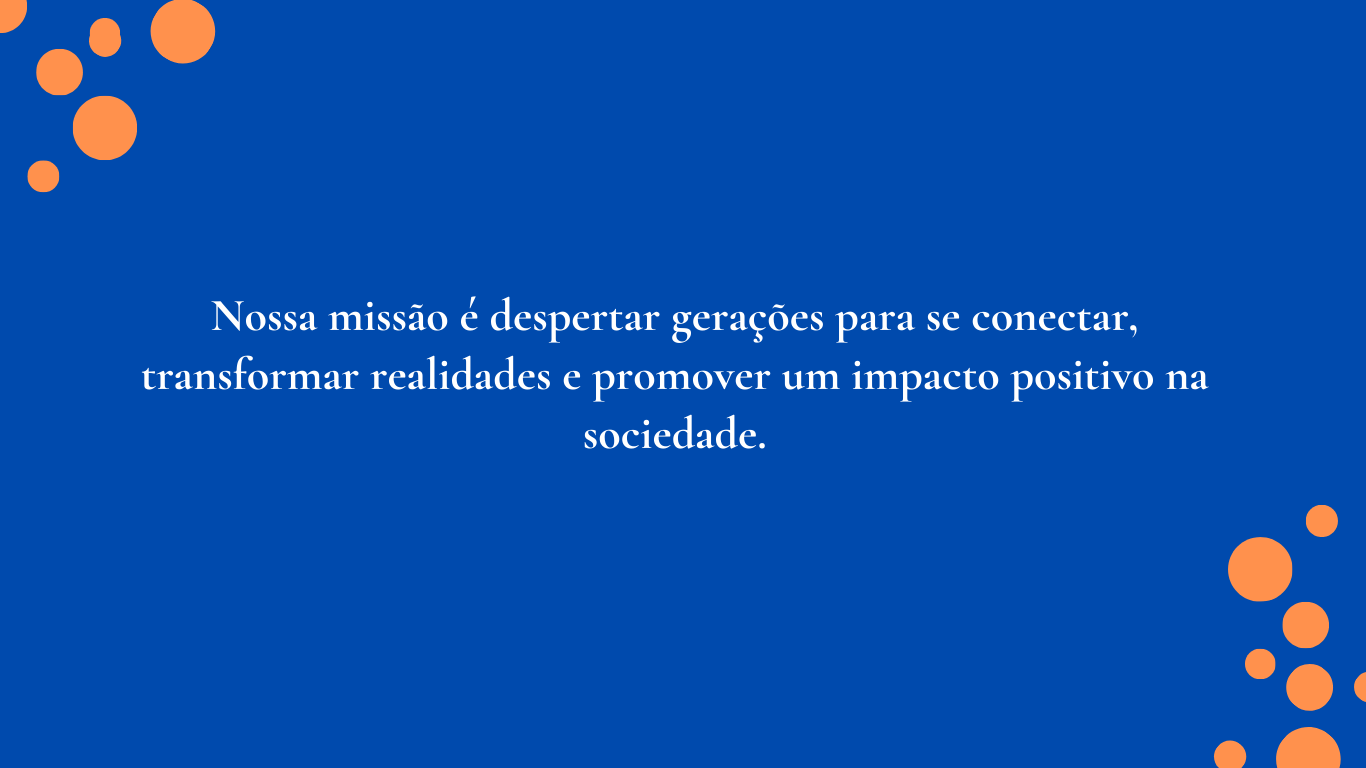 Nossa missão é despertar gerações para se conectar,
transformar realidades e promover um impacto positivo na
sociedade.